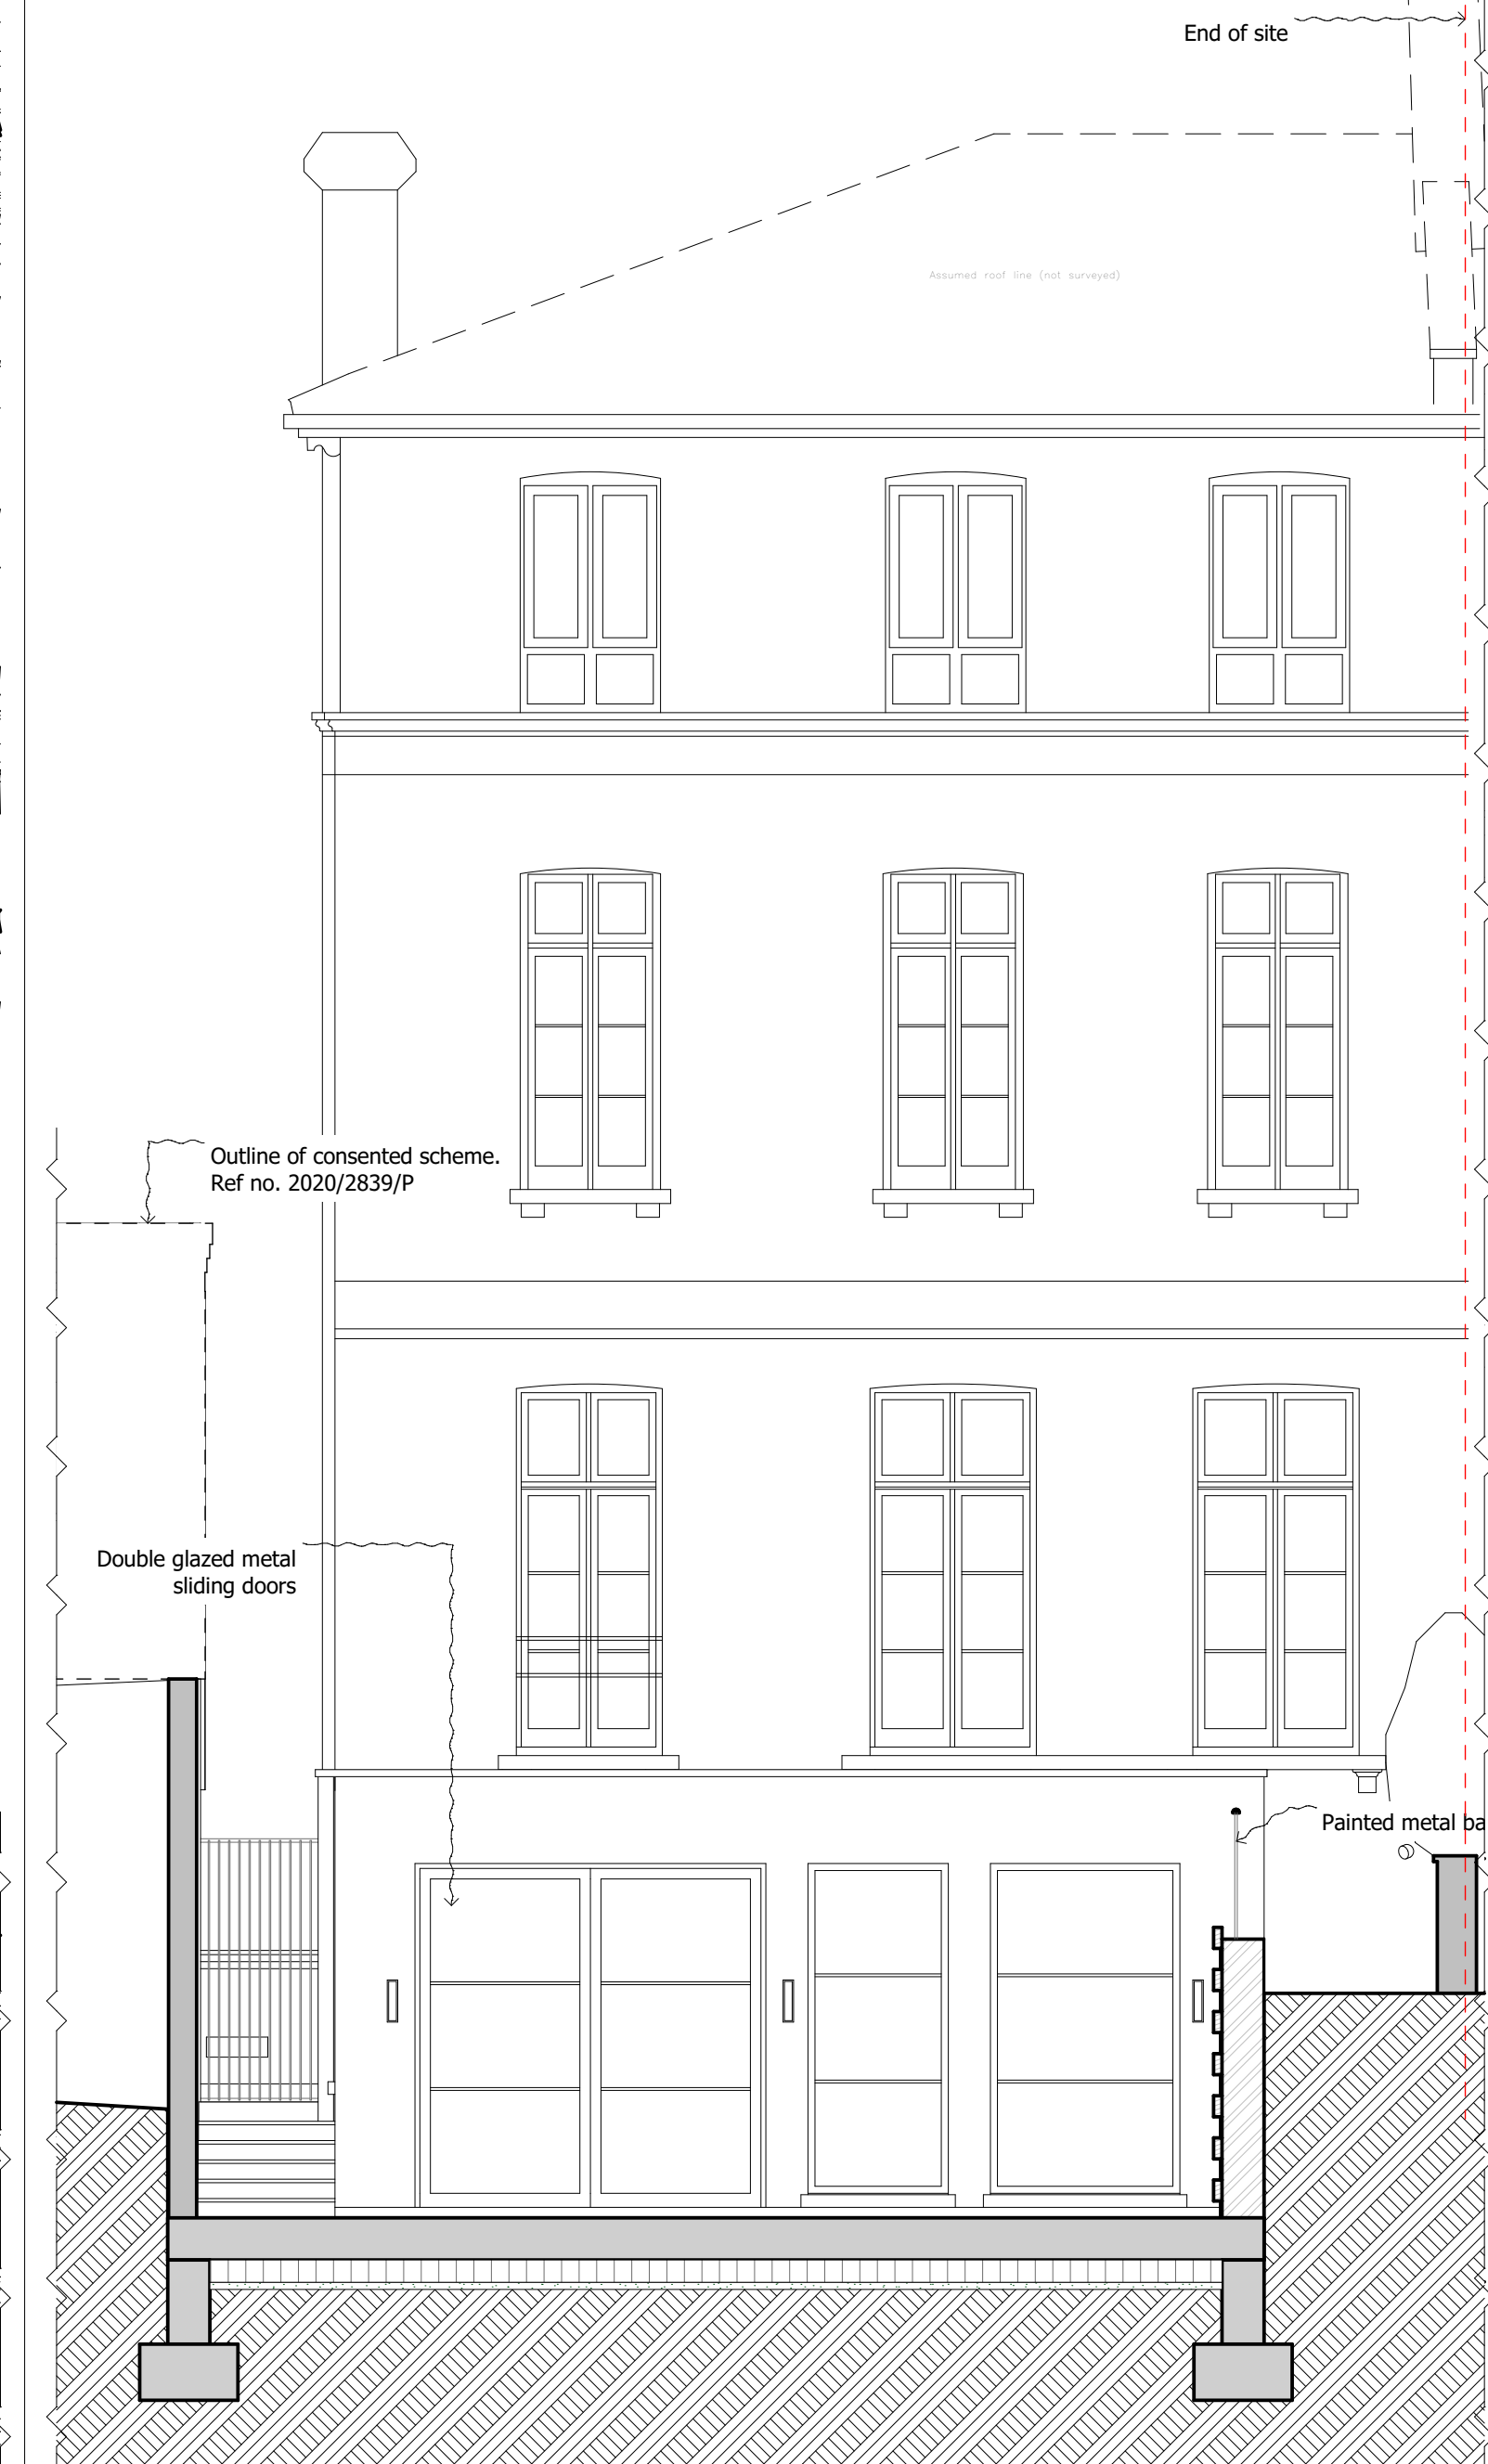 End of site
Assumed roof line (not surveyed)
Outline of consented scheme.
Ref no. 2020/2839/P
Double glazed metal
sliding doors
Painted metal ba